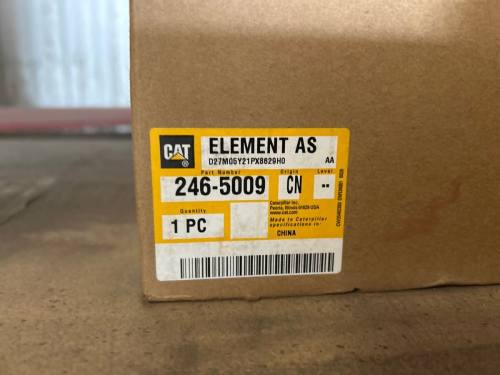 CAT
®
ELEMENT AS
D27M05Y21PX8829H0 AA
Part Number Origin Level
246-5009 CN --
Quantity
1 PC
Caterpillar Inc.
Peoria, Illinois 61629-USA
www.cat.com
Made to Caterpillar
specifications in:
CHINA